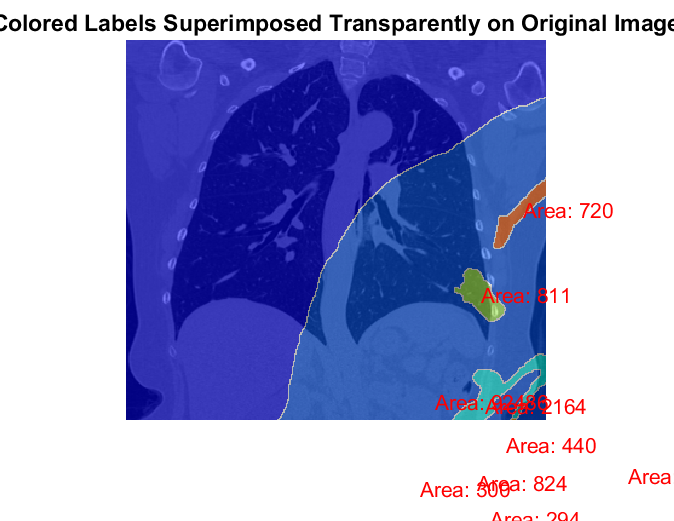 Colored Labels Superimposed Transparently on Original Image
Area: 720
Area: 811
Area:
Area: 2164
Area: 440
Area
Area: 824
Area: 300
Area: 294